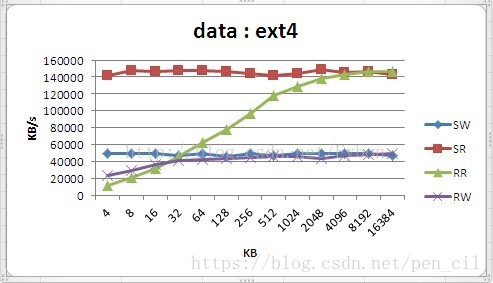 data : ext4
160000
140000
120000
100000
80000
60000
40000
20000
0
KB/s
4 8 16 32 64 128 256 512 1024 2048 4096 8192 16384
KB
SW
SR
RR
RW
https://blog.csdn.net/pen_cil